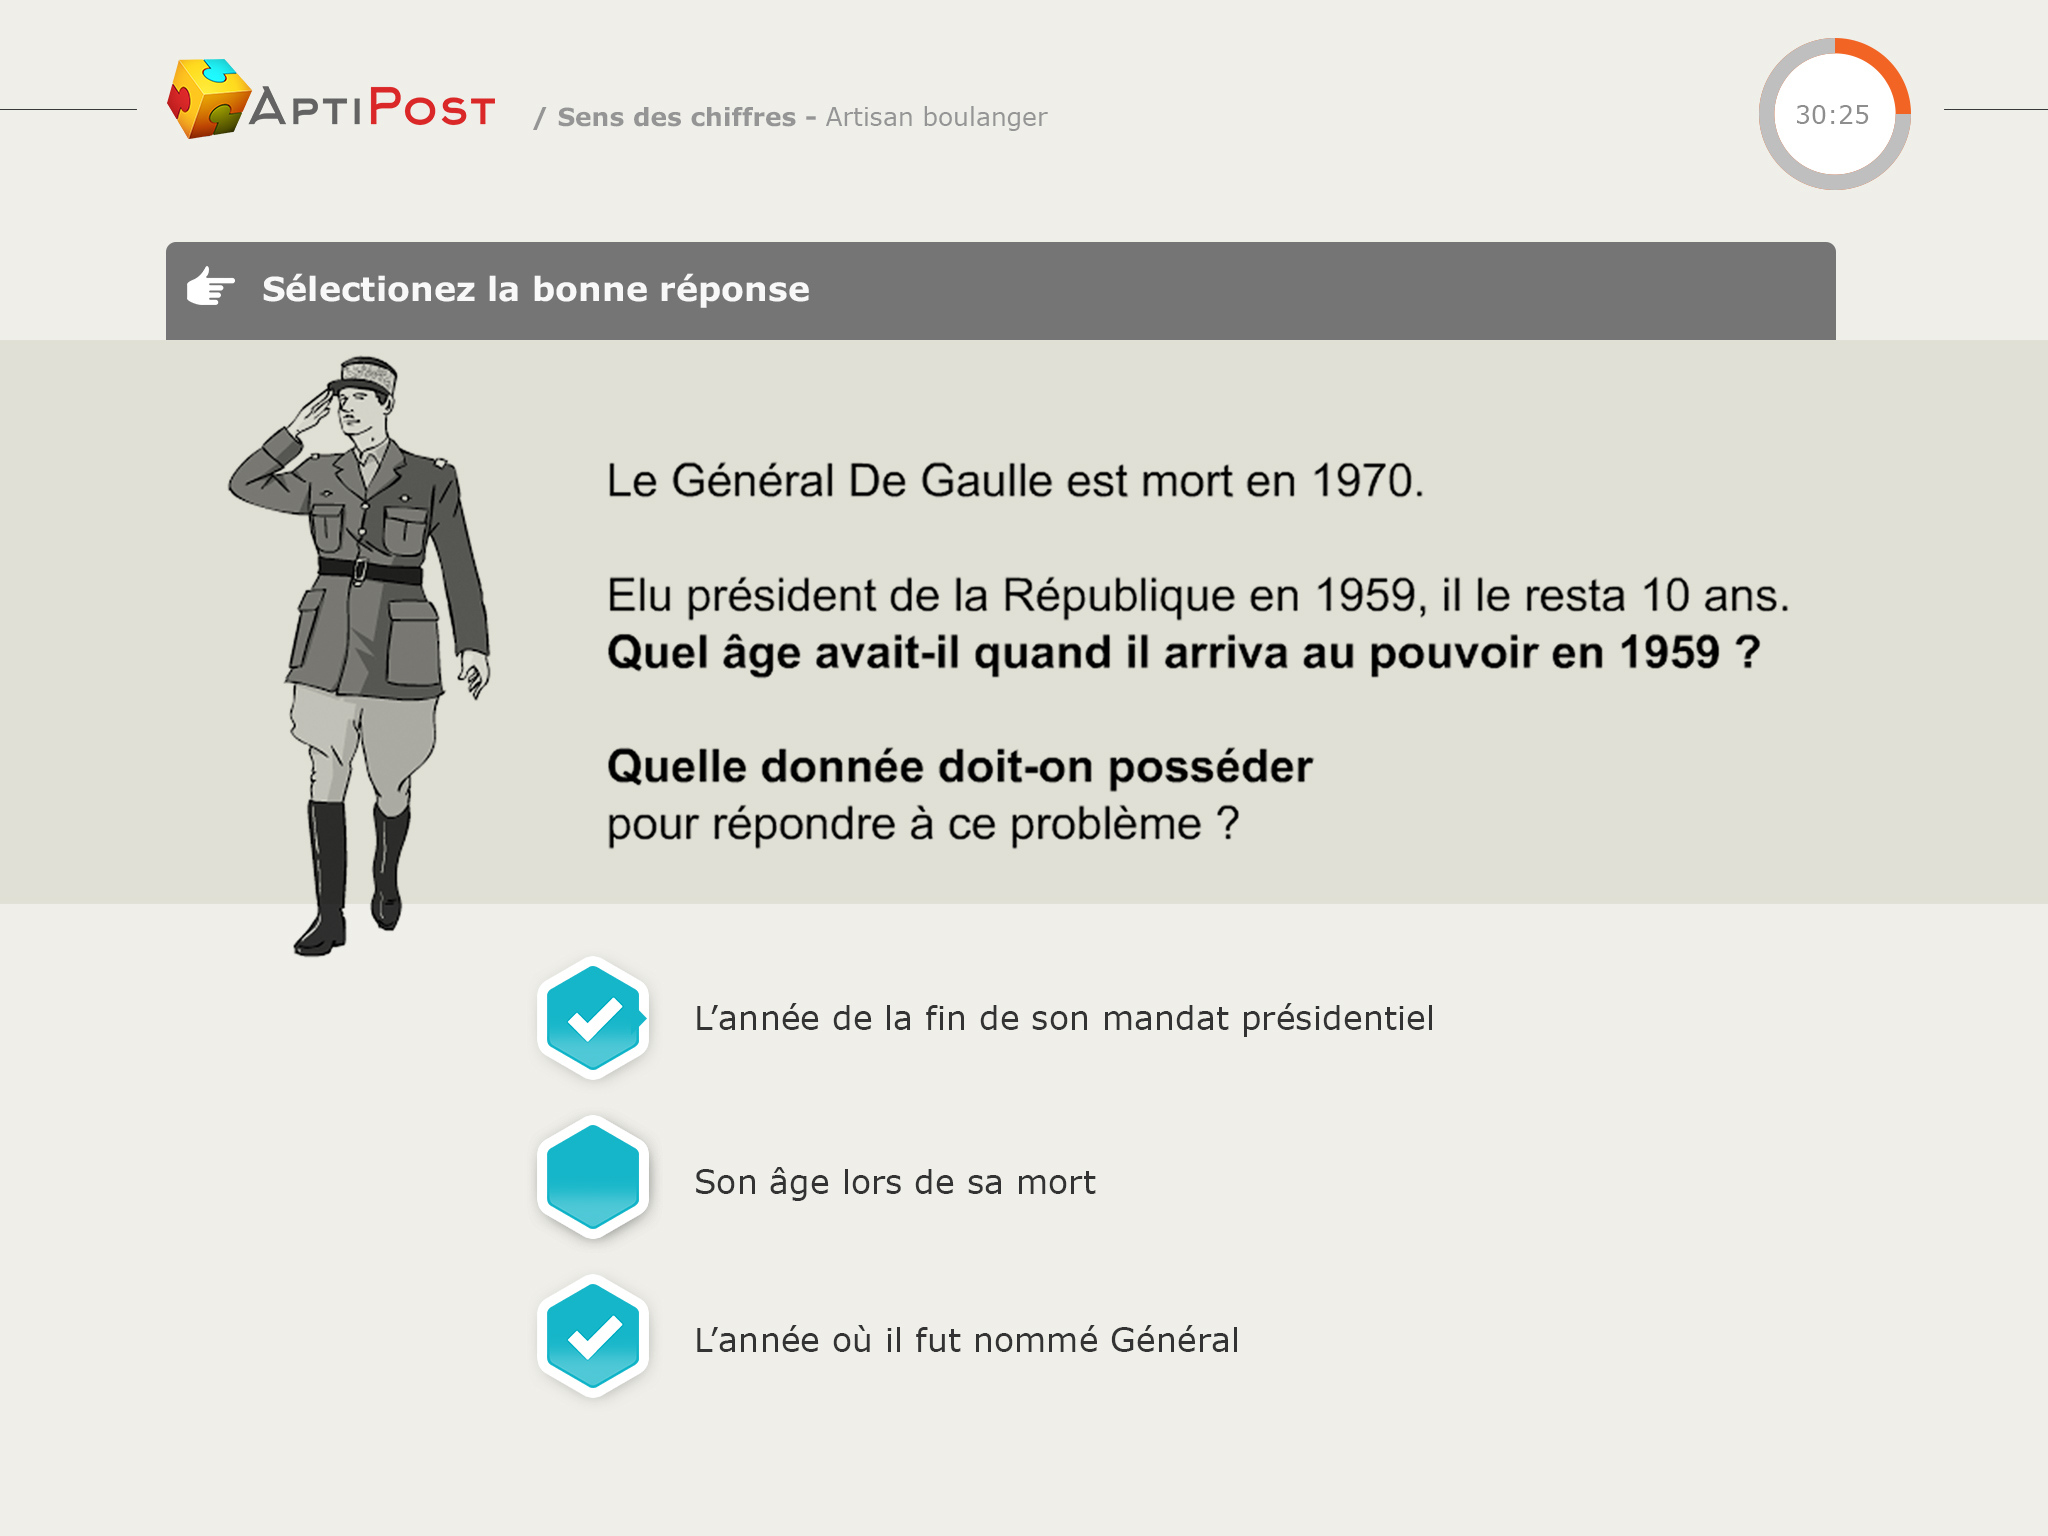 APTIPOST / Sens des chiffres - Artisan boulanger
30:25
Sélectionez la bonne réponse
Le Général De Gaulle est mort en 1970.
Elu président de la République en 1959, il le resta 10 ans.
Quel âge avait-il quand il arriva au pouvoir en 1959 ?
Quelle donnée doit-on posséder
pour répondre à ce problème ?
L’année de la fin de son mandat présidentiel
Son âge lors de sa mort
L’année où il fut nommé Général